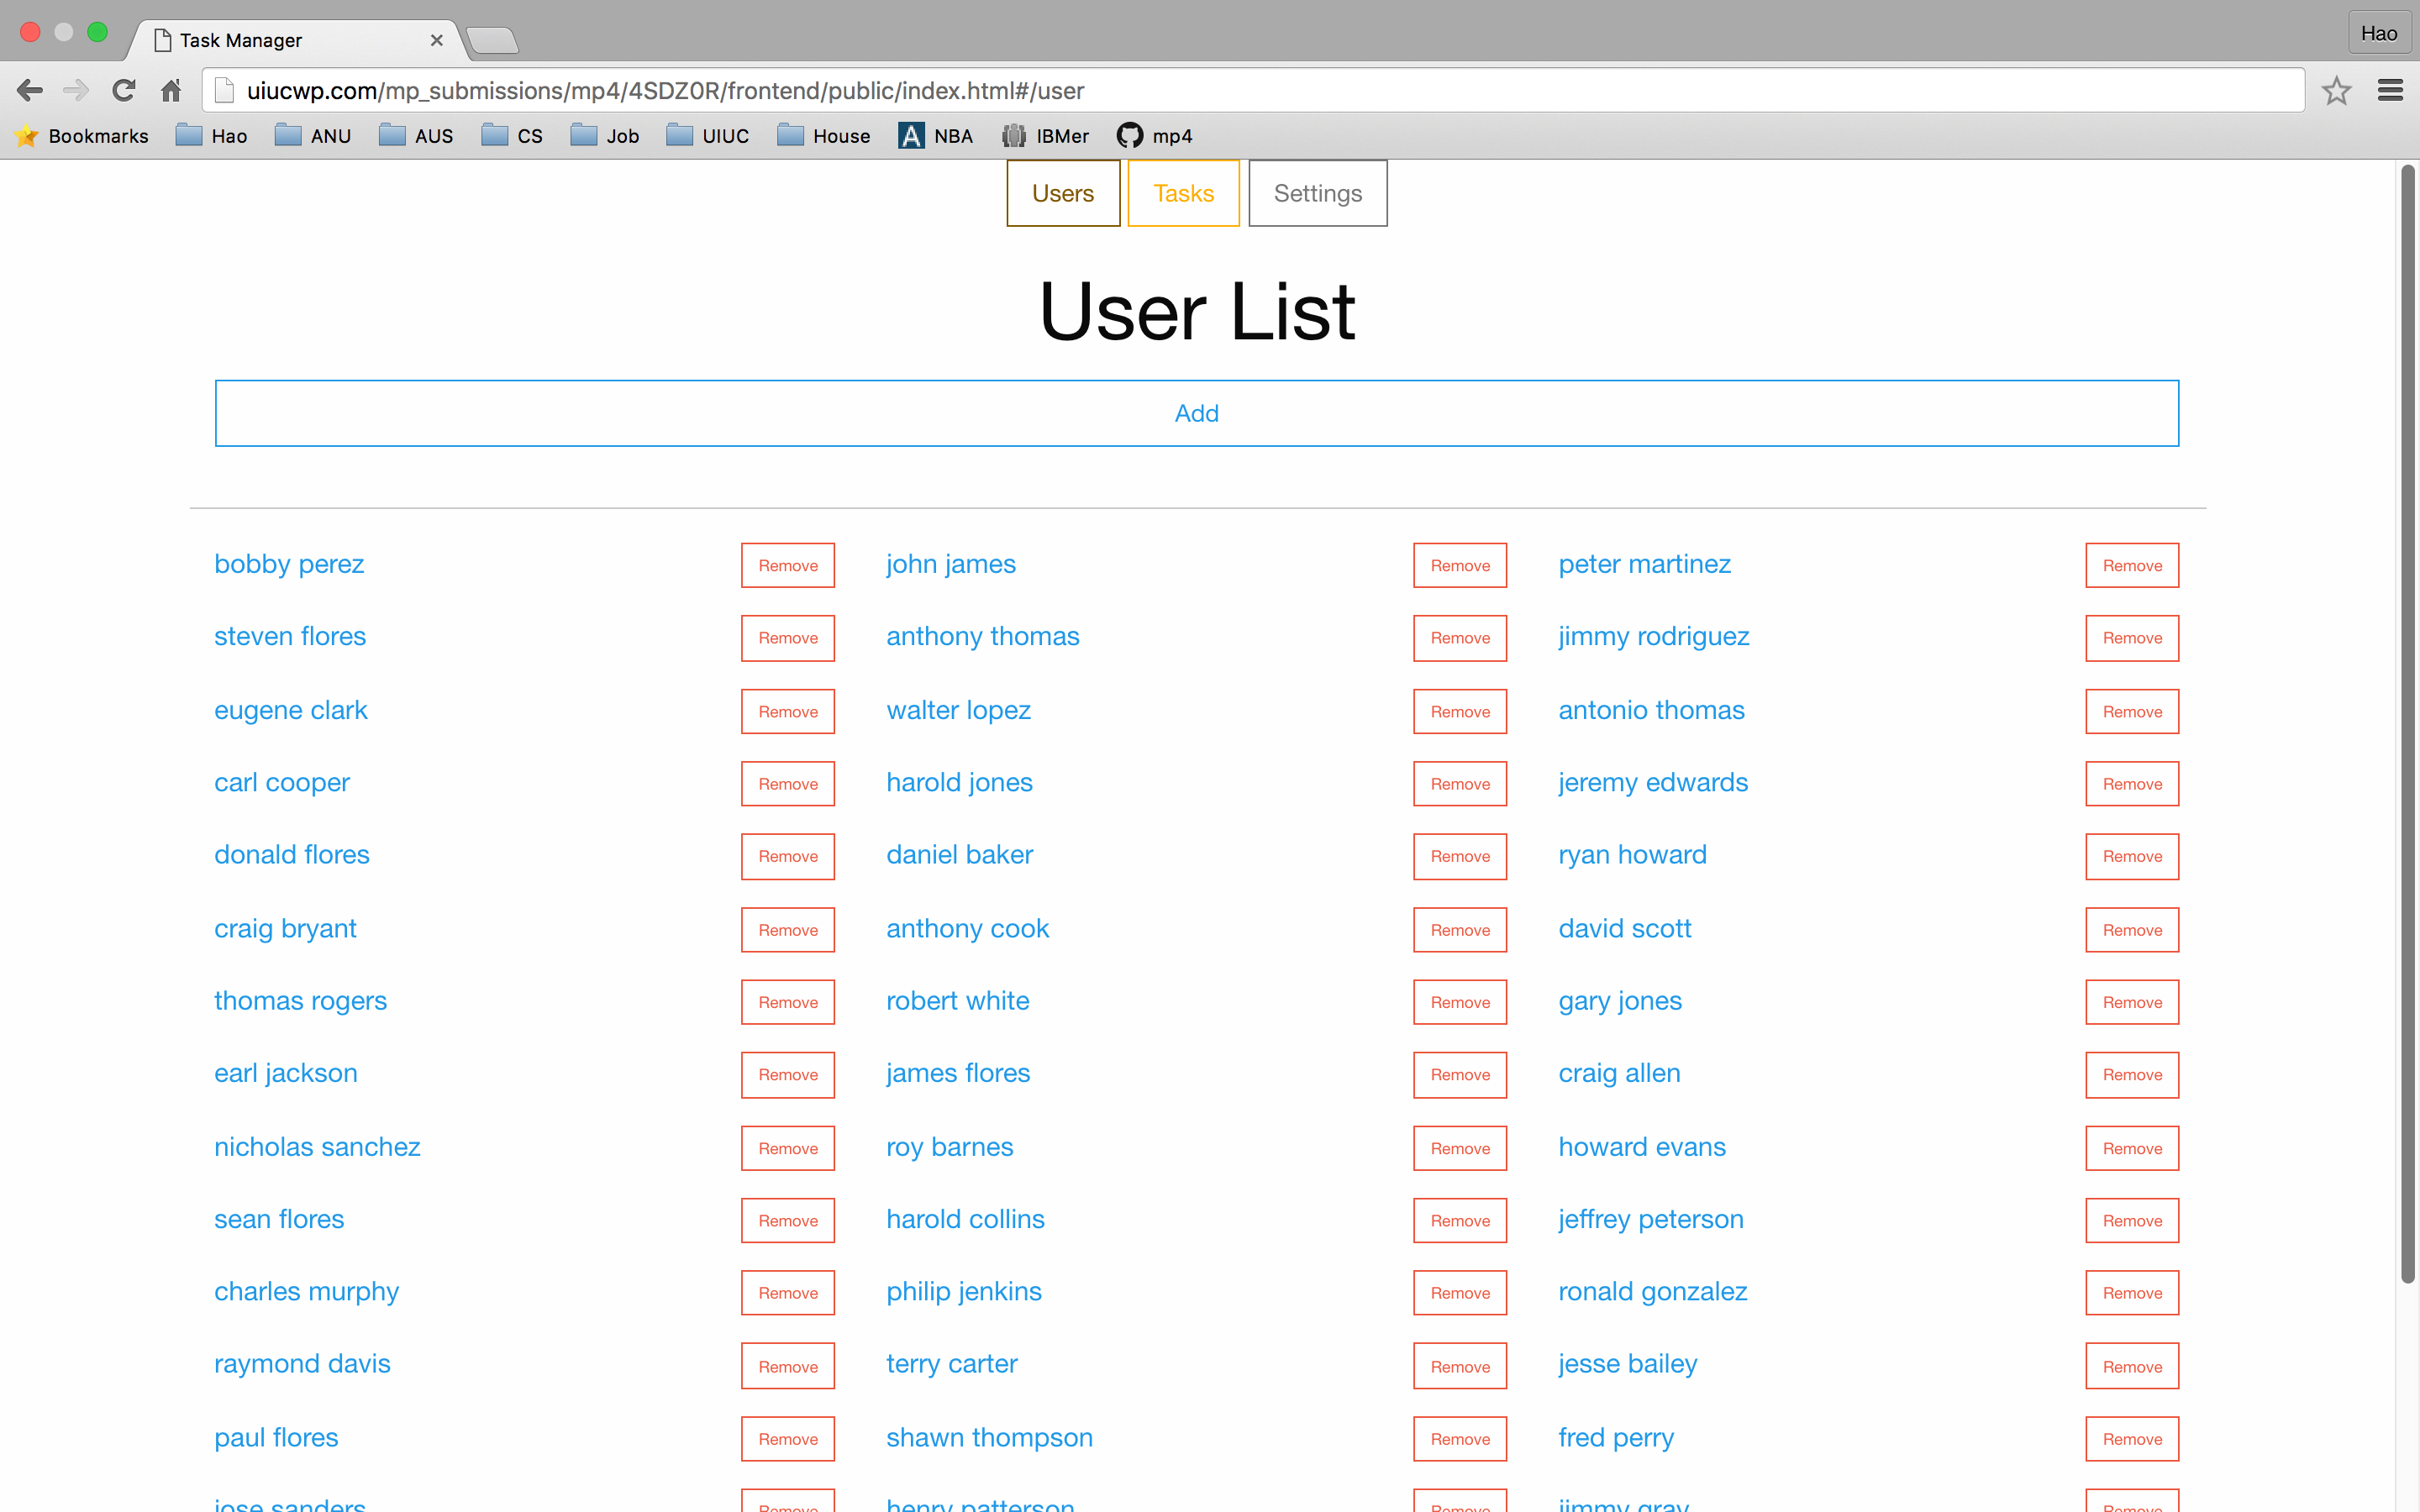 Task Manager
Hao
uiucwp.com/mp_submissions/mp4/4SDZ0R/frontend/public/index.html#/user
Bookmarks Hao ANU AUS CS Job UIUC House NBA IBMer mp4
Users Tasks Settings
User List
Add
bobby perez Remove john james Remove peter martinez Remove
steven flores Remove anthony thomas Remove jimmy rodriguez Remove
eugene clark Remove walter lopez Remove antonio thomas Remove
carl cooper Remove harold jones Remove jeremy edwards Remove
donald flores Remove daniel baker Remove ryan howard Remove
craig bryant Remove anthony cook Remove david scott Remove
thomas rogers Remove robert white Remove gary jones Remove
earl jackson Remove james flores Remove craig allen Remove
nicholas sanchez Remove roy barnes Remove howard evans Remove
sean flores Remove harold collins Remove jeffrey peterson Remove
charles murphy Remove philip jenkins Remove ronald gonzalez Remove
raymond davis Remove terry carter Remove jesse bailey Remove
paul flores Remove shawn thompson Remove fred perry Remove
jose sanders Remove henry patterson Remove jimmy gray Remove